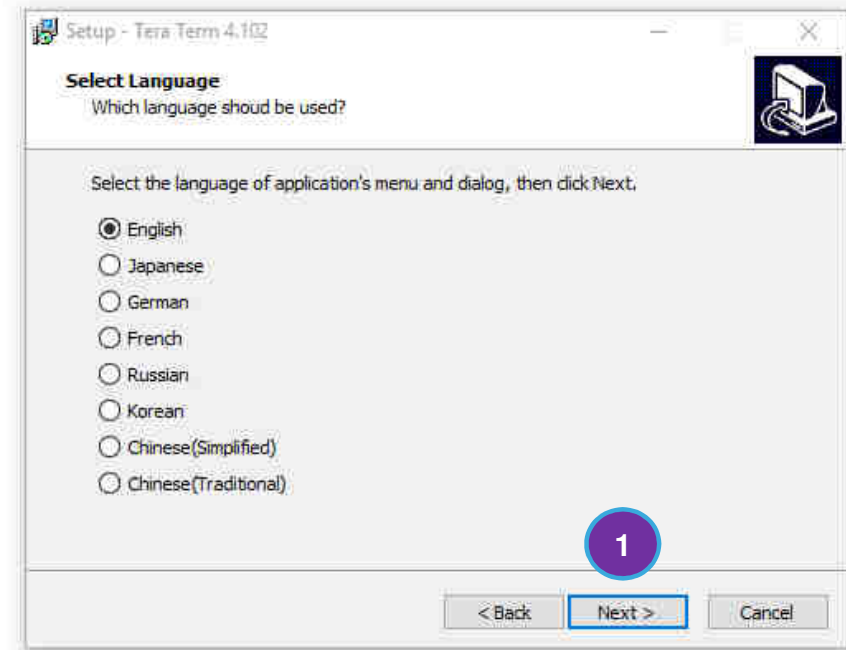 Setup - Tera Term 4.102
Select Language
Which language shoud be used?
Select the language of application's menu and dialog, then click Next.
English
Japanese
German
French
Russian
Korean
Chinese(Simplified)
Chinese(Traditional)
1
< Back Next > Cancel